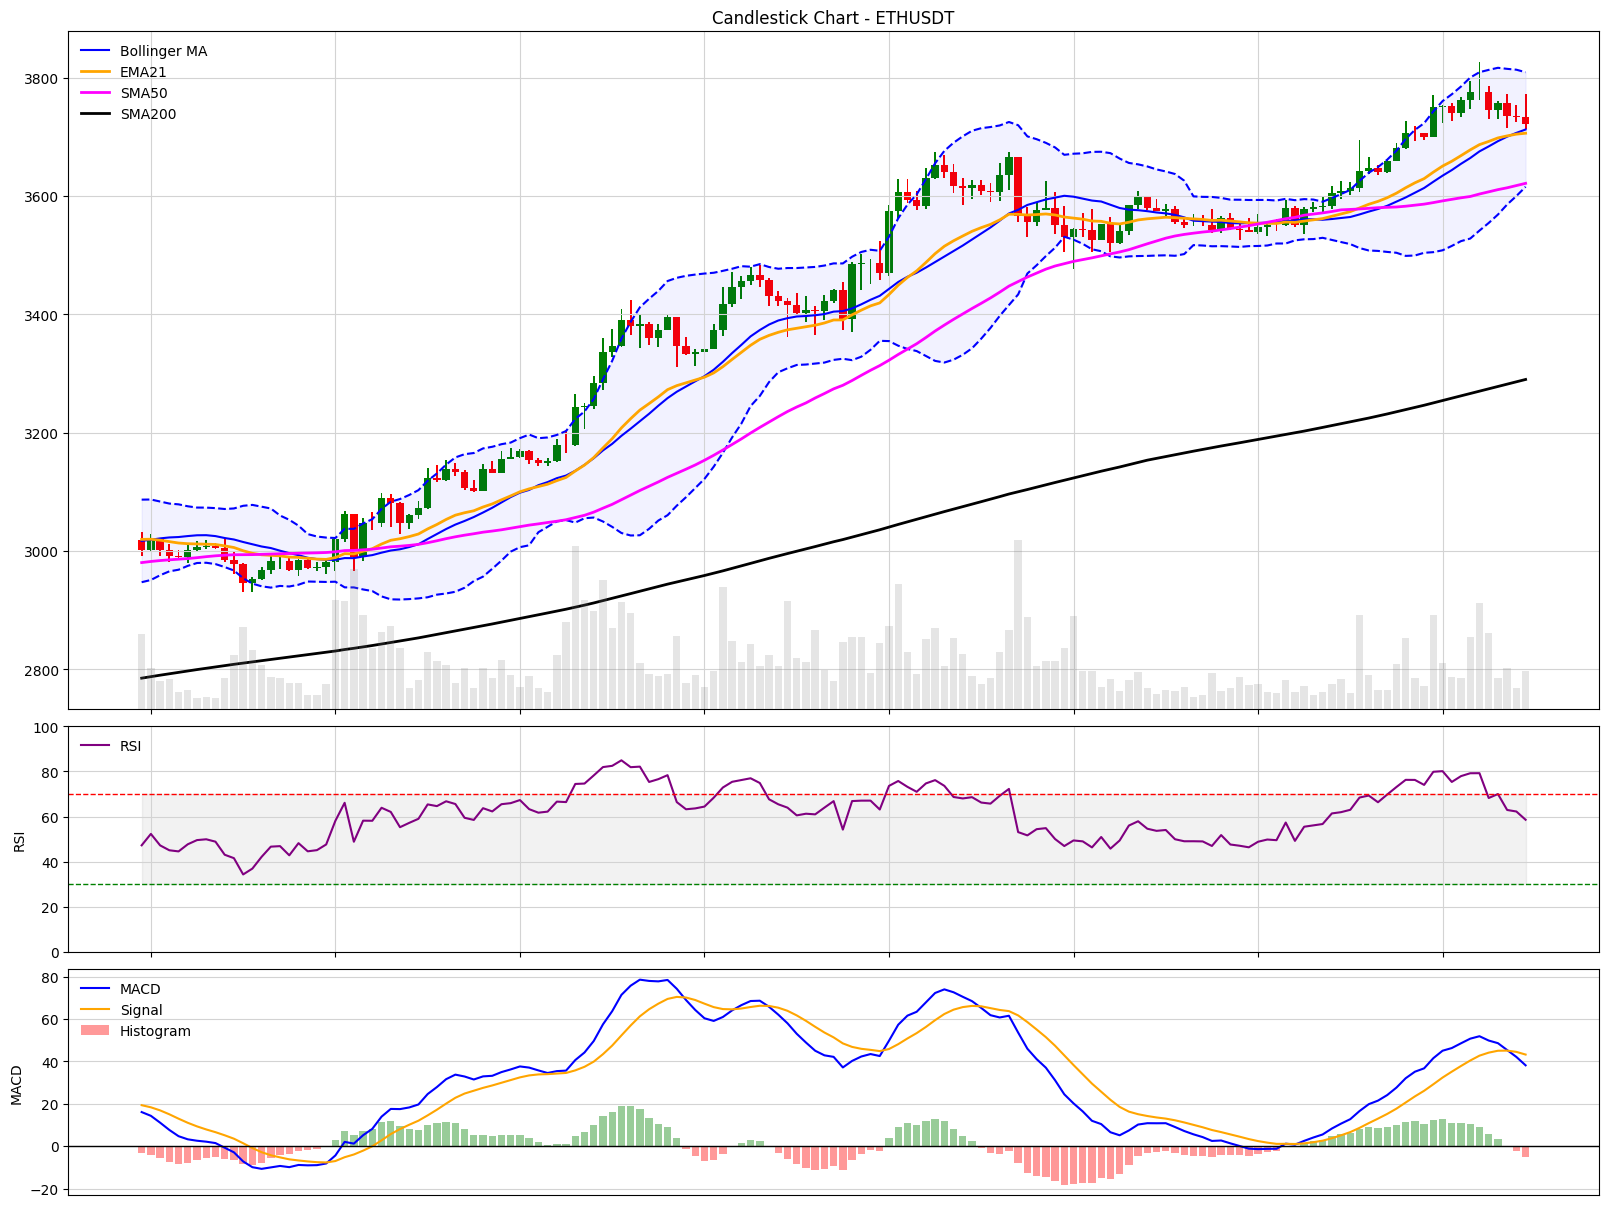 Candlestick Chart - ETHUSDT
Bollinger MA
EMA21
SMA50
SMA200
3800
3600
3400
3200
3000
2800
RSI
100
80
60
40
20
0
RSI
MACD
Signal
Histogram
80
60
40
20
0
−20
MACD